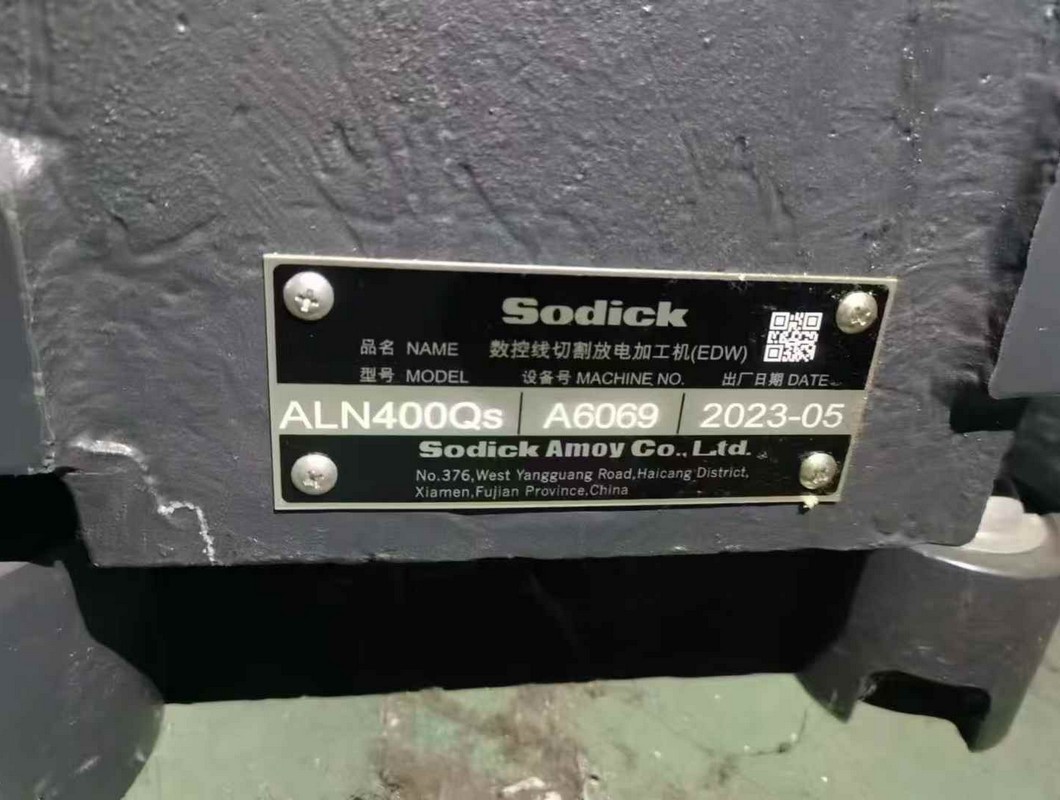 Sodick
品名 NAME 数控线切割放电加工机(EDW)
型号 MODEL 设备号 MACHINE NO. 出厂日期 DATE
ALN400Qs A6069 2023-05
Sodick Amoy Co., Ltd.
No.376,West Yangguang Road,Haicang District,
Xiamen,Fujian Province,China